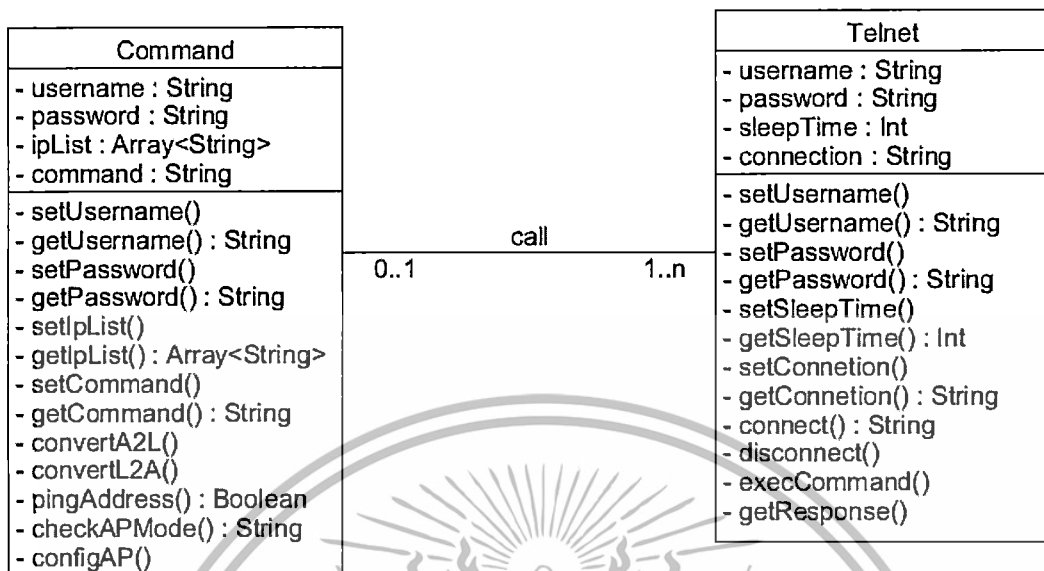 Command
- username : String
- password : String
- ipList : Array<String>
- command : String
- setUsername()
- getUsername() : String
- setPassword()
- getPassword() : String
- setIpList()
- getIpList() : Array<String>
- setCommand()
- getCommand() : String
- convertA2L()
- convertL2A()
- pingAddress() : Boolean
- checkAPMode() : String
- configAP()
call
0..1
1..n
Telnet
- username : String
- password : String
- sleepTime : Int
- connection : String
- setUsername()
- getUsername() : String
- setPassword()
- getPassword() : String
- setSleepTime()
- getSleepTime() : Int
- setConnetion()
- getConnetion() : String
- connect() : String
- disconnect()
- execCommand()
- getResponse()